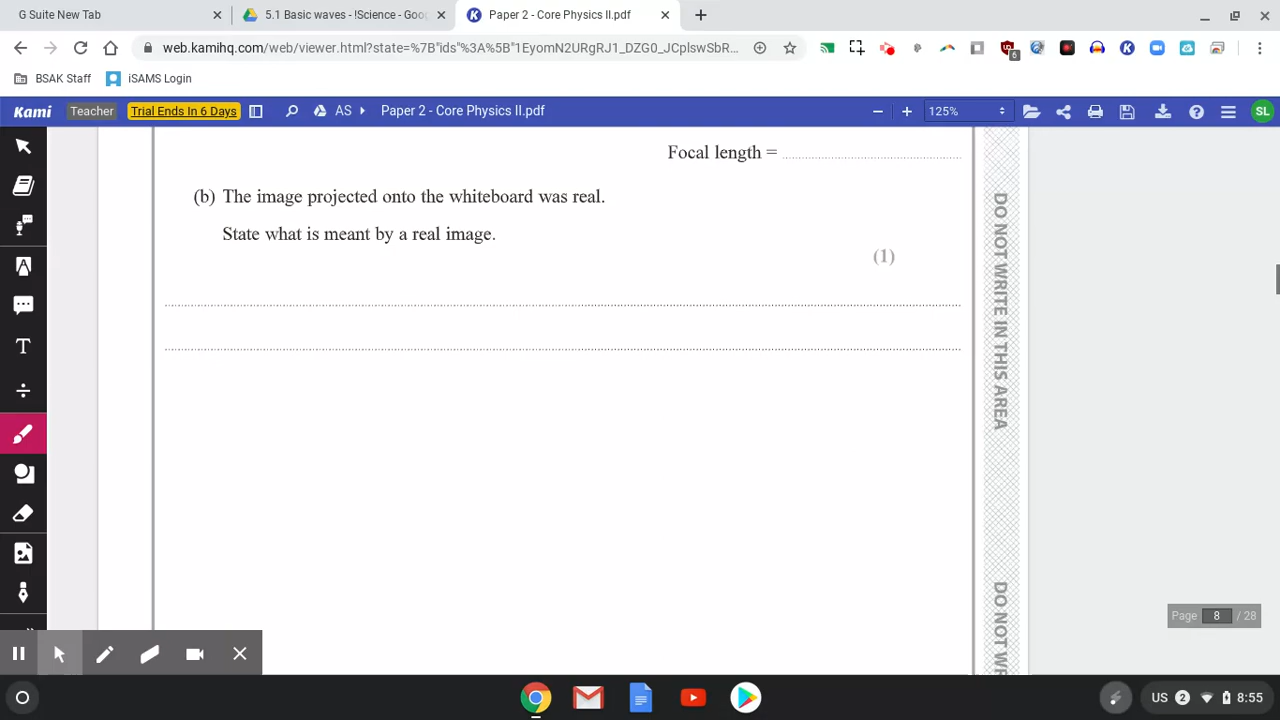 G Suite New Tab
5.1 Basic waves - !Science - Goo
Paper 2 - Core Physics II.pdf
web.kamihq.com/web/viewer.html?state=%7B"ids"%3A%5B"1EyomN2URgRJ1_DZG0_JCplswSbR...
6
BSAK Staff
iSAMS Login
Kami
Teacher
Trial Ends In 6 Days
AS
Paper 2 - Core Physics II.pdf
125%
SL
Focal length =
(b) The image projected onto the whiteboard was real.
State what is meant by a real image.
(1)
DO NOT WRITE IN THIS AREA
DO NOT WR
Page 8 / 28
US 2 8:55